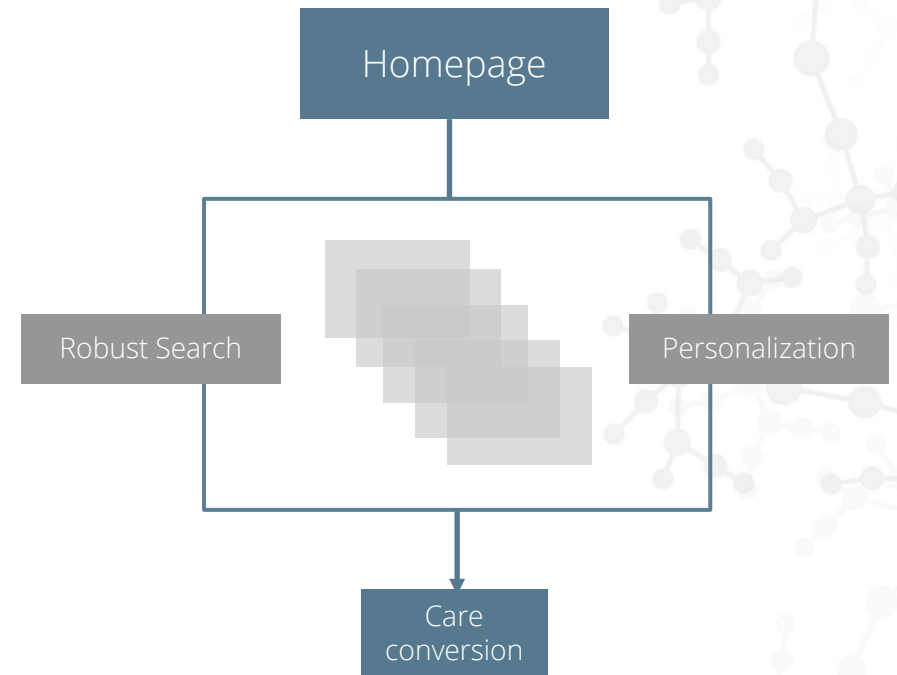 Homepage
Robust Search
Personalization
Care
conversion